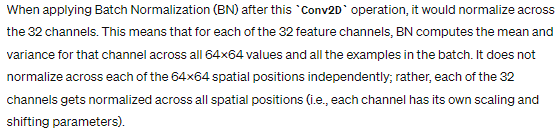 When applying Batch Normalization (BN) after this `Conv2D` operation, it would normalize across
the 32 channels. This means that for each of the 32 feature channels, BN computes the mean and
variance for that channel across all 64×64 values and all the examples in the batch. It does not
normalize across each of the 64×64 spatial positions independently; rather, each of the 32
channels gets normalized across all spatial positions (i.e., each channel has its own scaling and
shifting parameters).